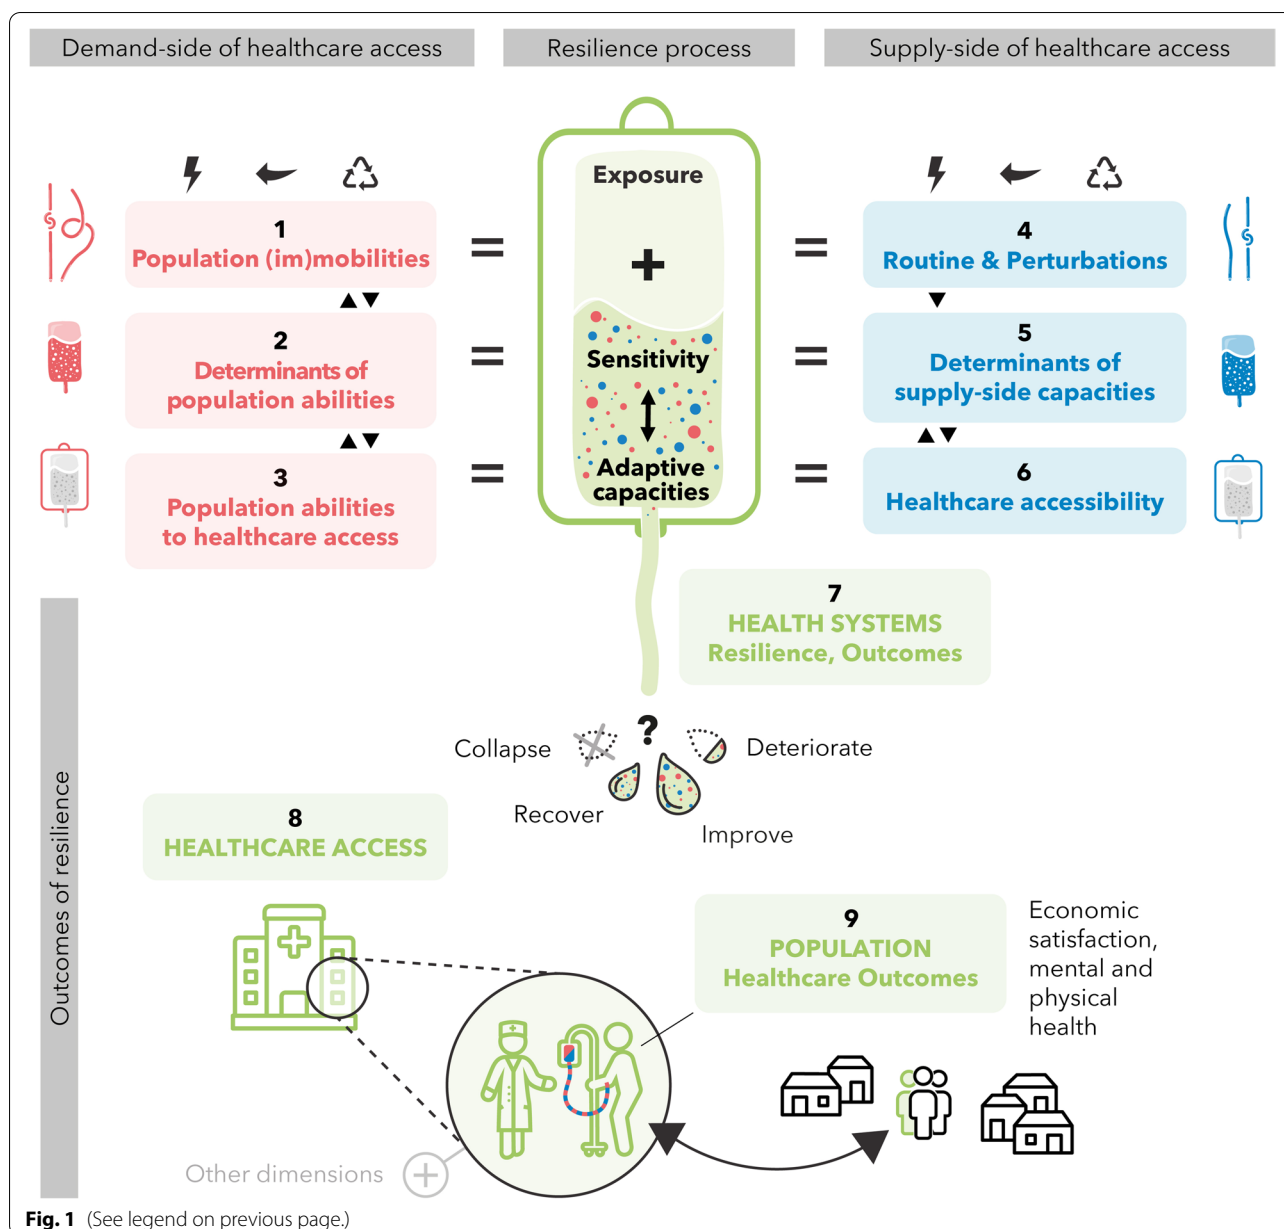 Demand-side of healthcare access
Resilience process
Supply-side of healthcare access
Exposure
+
Sensitivity
Adaptive
capacities
1
Population (im)mobilities
=
2
Determinants of
population abilities
=
3
Population abilities
to healthcare access
=
=
4
Routine & Perturbations
=
5
Determinants of
supply-side capacities
=
6
Healthcare accessibility
7
HEALTH SYSTEMS
Resilience, Outcomes
Outcomes of resilience
?
Collapse
Deteriorate
Recover
Improve
8
HEALTHCARE ACCESS
9
POPULATION
Healthcare Outcomes
Economic
satisfaction,
mental and
physical
health
Other dimensions
Fig. 1 (See legend on previous page.)